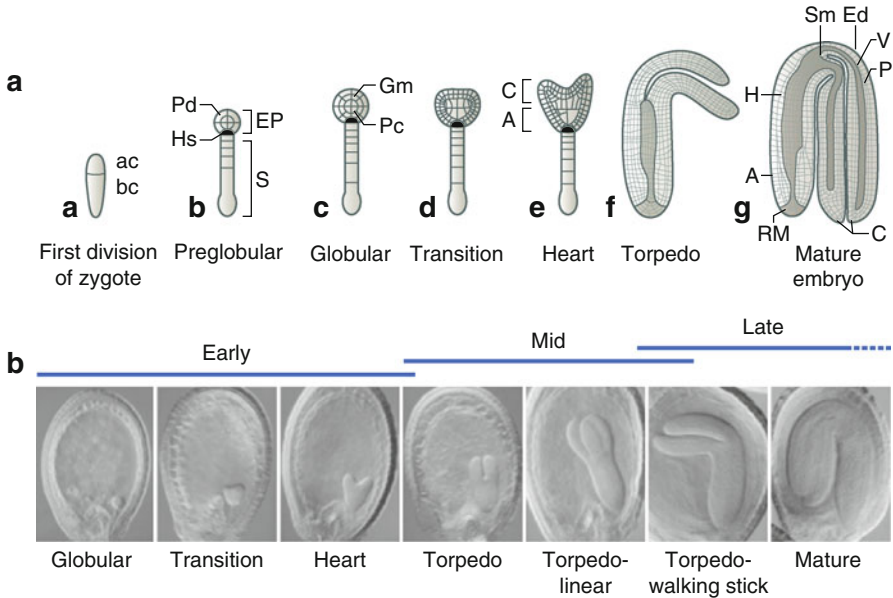 a
ac
bc
a
First division
of zygote
Pd
Hs
EP
S
b
Preglobular
Gm
Pc
c
Globular
d
Transition
C
A
e
Heart
f
Torpedo
Sm Ed
V
P
H
A
g
RM
C
Mature
embryo
b
Early
Mid
Late
Globular
Transition
Heart
Torpedo
Torpedo-
linear
Torpedo-
walking stick
Mature